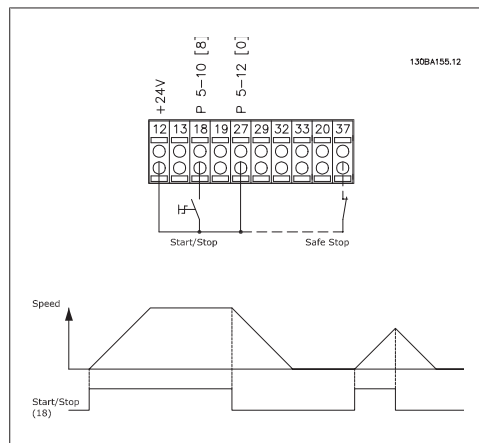 130BA155.12
+24V
P 5-10 [8]
P 5-12 [0]
12 13 18 19 27 29 32 33 20 37
Start/Stop
Safe Stop
Speed
Start/Stop
(18)